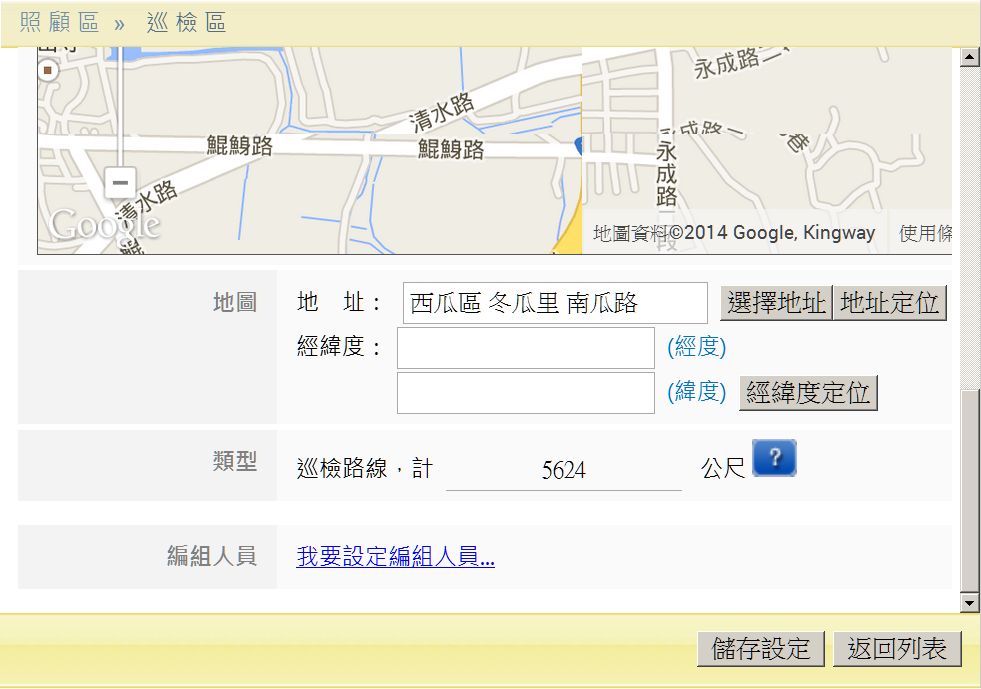 照顧區 » 巡檢區
永成路二
清水路
鯤鯓路
鯤鯓路
巷
永成路
清水路
Google
地圖資料©2014 Google, Kingway
使用條
地圖
地 址：
西瓜區 冬瓜里 南瓜路
選擇地址
地址定位
經緯度：
(經度)
(緯度)
經緯度定位
類型
巡檢路線，計
5624
公尺
?
編組人員
我要設定編組人員...
儲存設定
返回列表